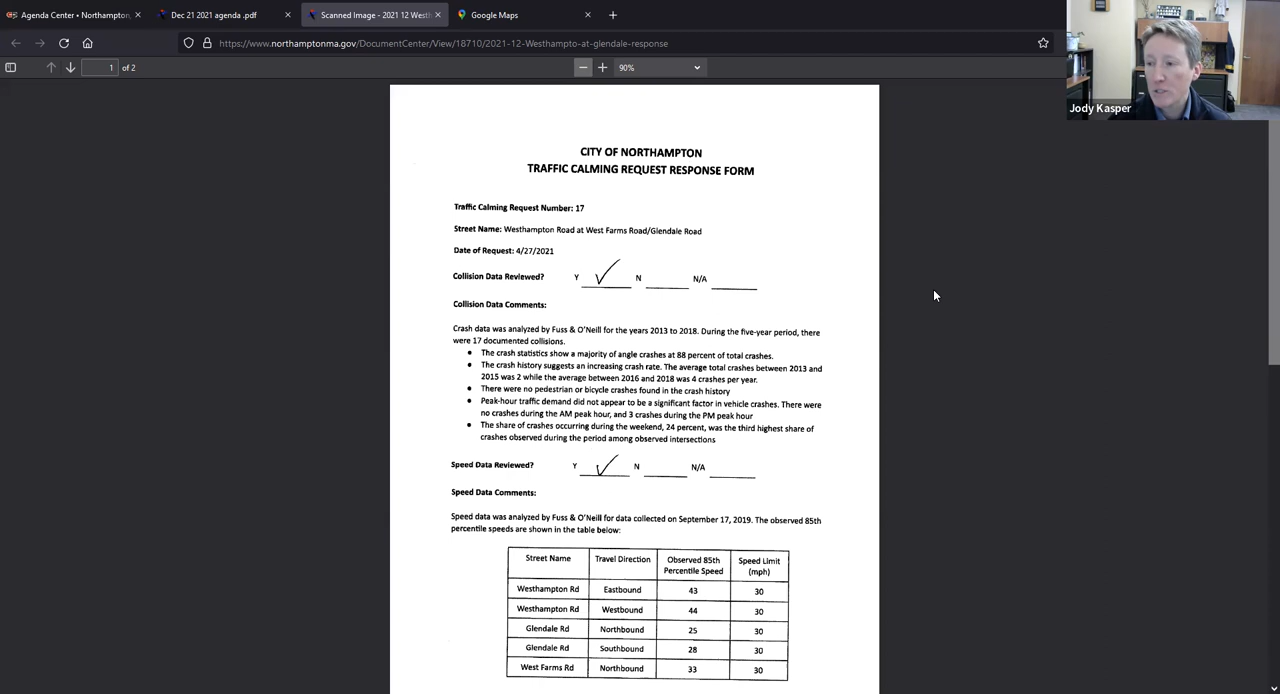 Agenda Center • Northampton,
Dec 21 2021 agenda .pdf
Scanned Image - 2021 12 Westh
Google Maps
https://www.northamptonma.gov/DocumentCenter/View/18710/2021-12-Westhampto-at-glendale-response
1 of 2
90%
Jody Kasper
CITY OF NORTHAMPTON
TRAFFIC CALMING REQUEST RESPONSE FORM
Traffic Calming Request Number: 17
Street Name: Westhampton Road at West Farms Road/Glendale Road
Date of Request: 4/27/2021
Collision Data Reviewed? Y ✓ N N/A
Collision Data Comments:
Crash data was analyzed by Fuss & O'Neill for the years 2013 to 2018. During the five-year period, there
were 17 documented collisions.
• The crash statistics show a majority of angle crashes at 88 percent of total crashes.
• The crash history suggests an increasing crash rate. The average total crashes between 2013 and
2015 was 2 while the average between 2016 and 2018 was 4 crashes per year.
• There were no pedestrian or bicycle crashes found in the crash history
• Peak-hour traffic demand did not appear to be a significant factor in vehicle crashes. There were
no crashes during the AM peak hour, and 3 crashes during the PM peak hour
• The share of crashes occurring during the weekend, 24 percent, was the third highest share of
crashes observed during the period among observed intersections
Speed Data Reviewed? Y ✓ N N/A
Speed Data Comments:
Speed data was analyzed by Fuss & O'Neill for data collected on September 17, 2019. The observed 85th
percentile speeds are shown in the table below:
Street Name Travel Direction Observed 85th Speed Limit
Percentile Speed (mph)
Westhampton Rd Eastbound 43 30
Westhampton Rd Westbound 44 30
Glendale Rd Northbound 25 30
Glendale Rd Southbound 28 30
West Farms Rd Northbound 33 30